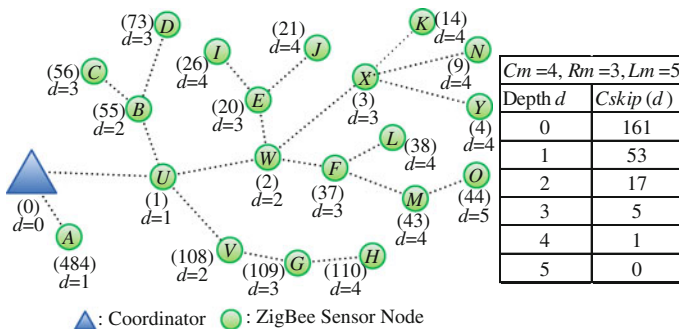 (73)
D
d=3
(56)
C
d=3
(55)
B
d=2
(26)
I
d=4
(21)
J
d=4
(20)
E
d=3
(14)
K
d=4
N
(9)
d=4
X
(3)
d=3
Y
(4)
d=4
W
(2)
d=2
L
(38)
d=4
F
(37)
d=3
M
(43)
d=4
O
(44)
d=5
U
(1)
d=1
(0)
d=0
A
(484)
d=1
V
(108)
d=2
G
(109)
d=3
H
(110)
d=4
Cm=4, Rm=3, Lm=5
Depth d Cskip (d)
0 161
1 53
2 17
3 5
4 1
5 0
: Coordinator : ZigBee Sensor Node